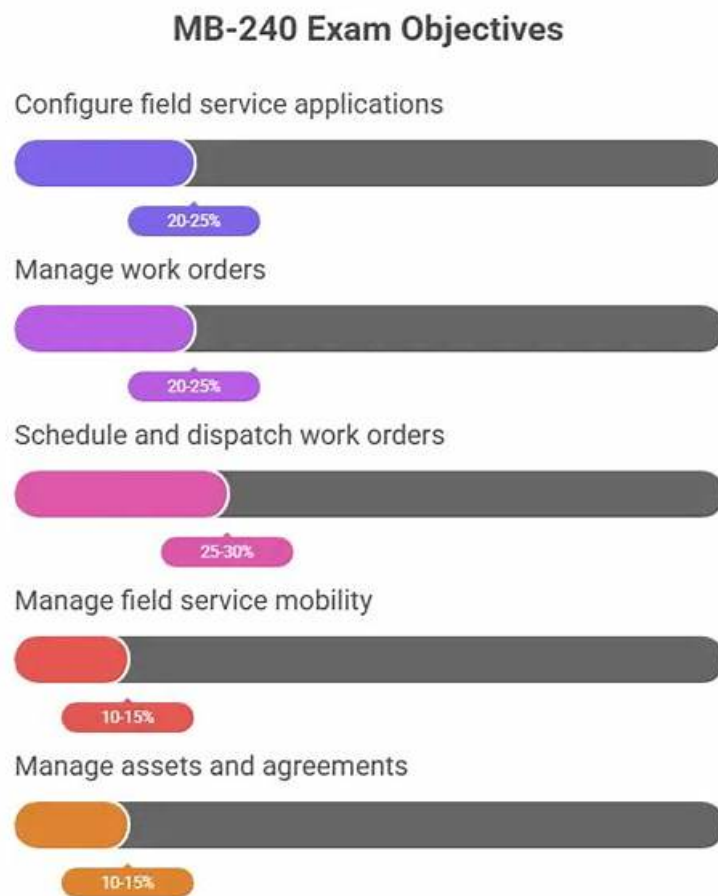 MB-240 Exam Objectives
Configure field service applications
20-25%
Manage work orders
20-25%
Schedule and dispatch work orders
25-30%
Manage field service mobility
10-15%
Manage assets and agreements
10-15%